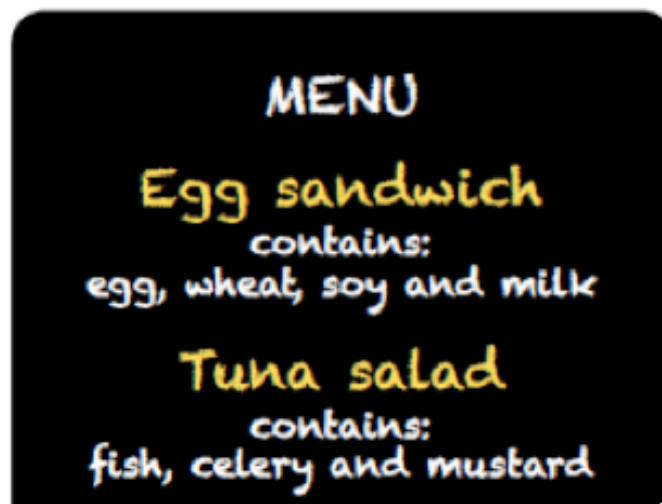 MENU
Egg sandwich
contains:
egg, wheat, soy and milk
Tuna salad
contains:
fish, celery and mustard